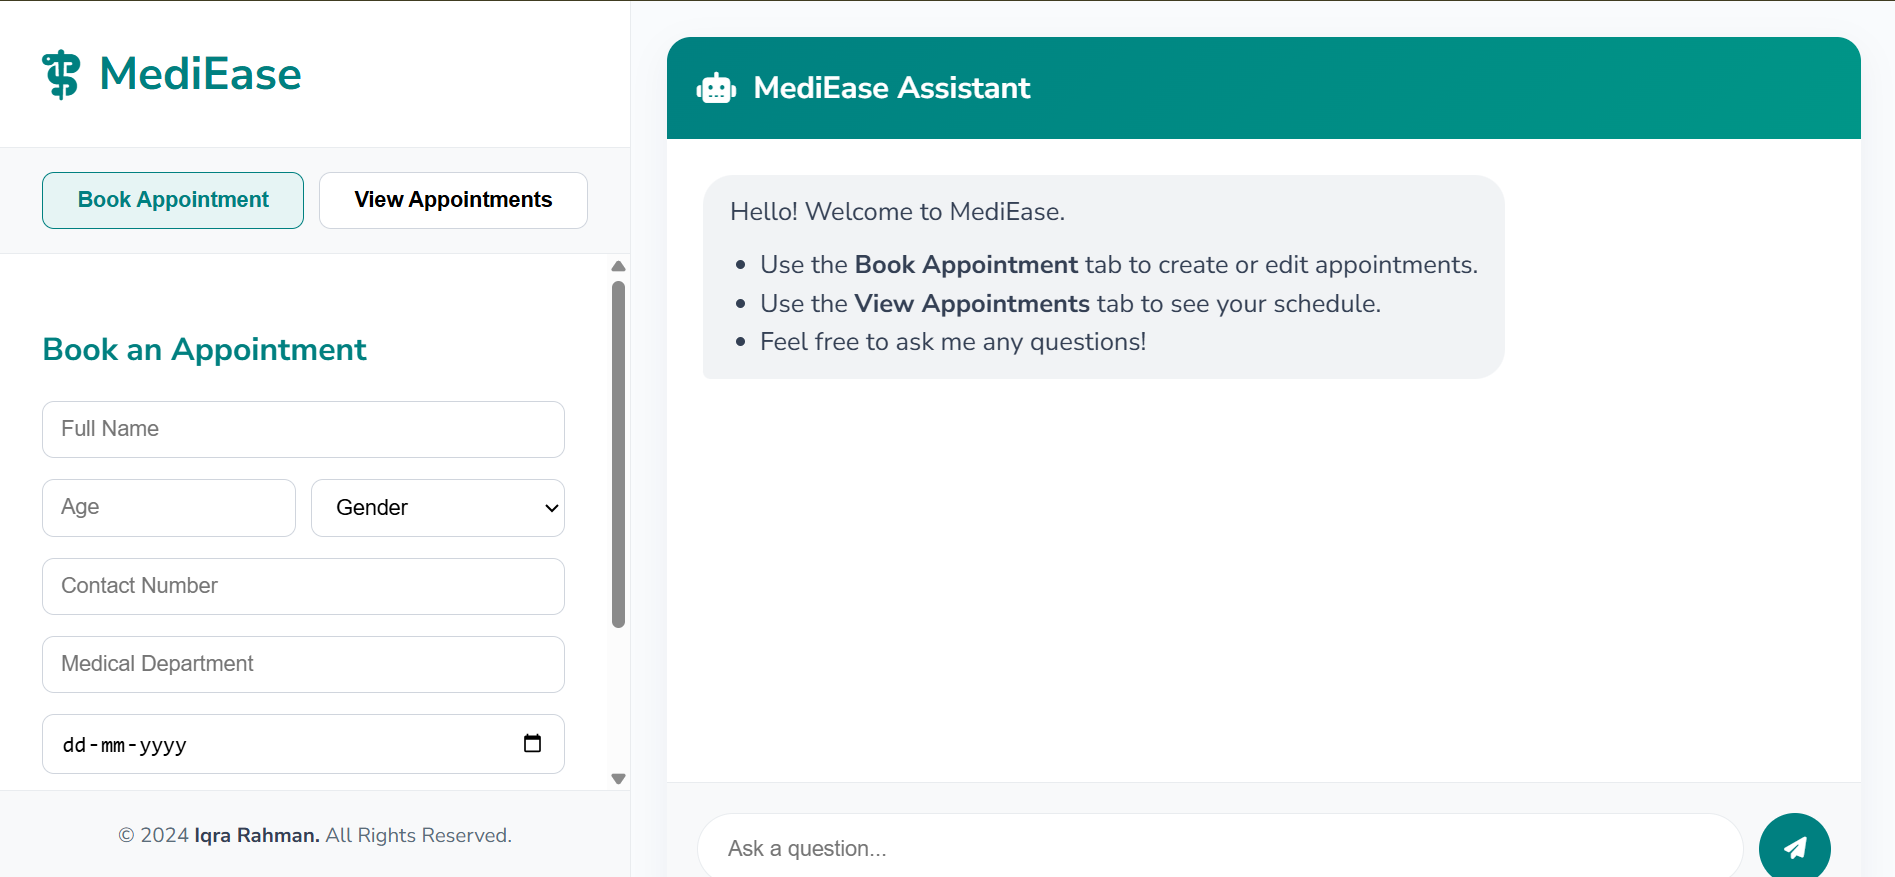 MediEase
Book Appointment
View Appointments
Book an Appointment
Full Name
Age
Gender
Contact Number
Medical Department
dd-mm-yyyy
© 2024 Iqra Rahman. All Rights Reserved.
MediEase Assistant
Hello! Welcome to MediEase.
Use the Book Appointment tab to create or edit appointments.
Use the View Appointments tab to see your schedule.
Feel free to ask me any questions!
Ask a question...